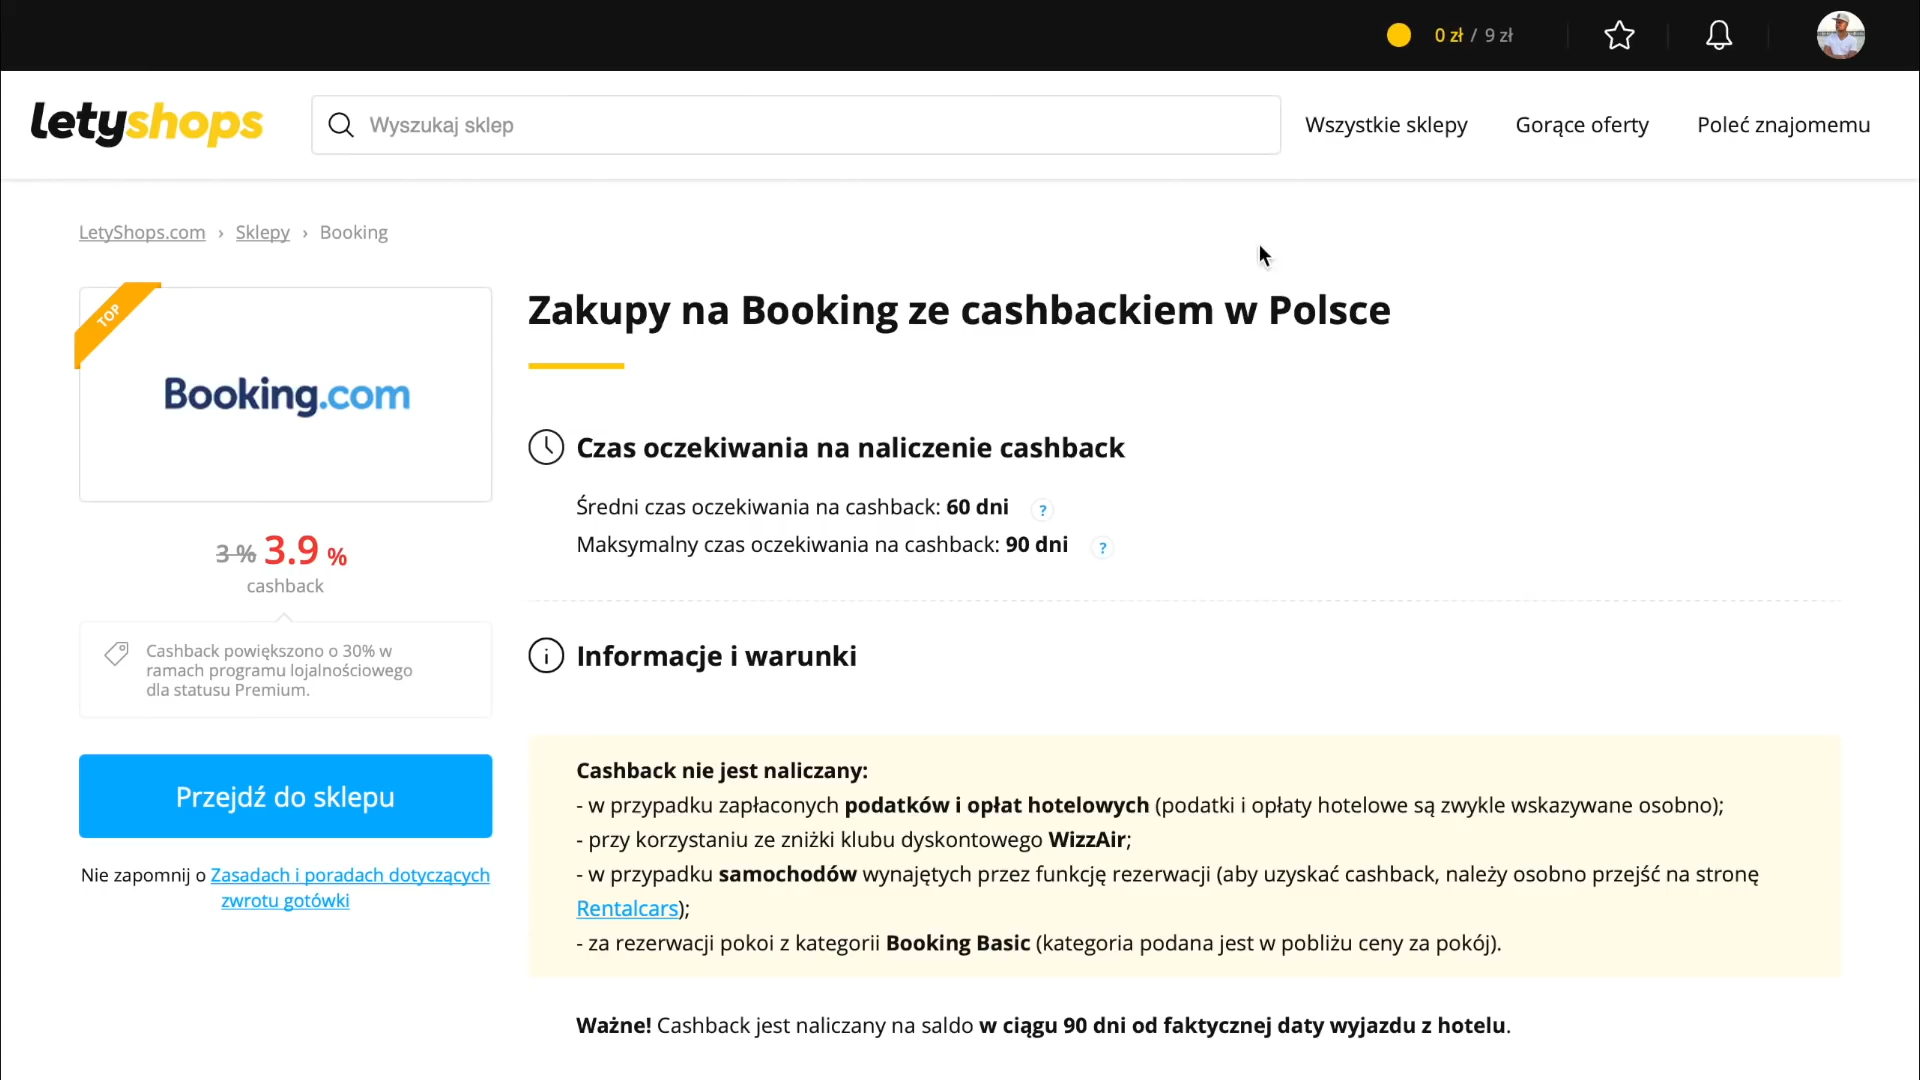 0 zł / 9 zł
letyshops
Wyszukaj sklep
Wszystkie sklepy
Gorące oferty
Poleć znajomemu
LetyShops.com › Sklepy › Booking
TOP
Booking.com
3 % 3.9 %
cashback
Cashback powiększono o 30% w
ramach programu lojalnościowego
dla statusu Premium.
Przejdź do sklepu
Nie zapomnij o Zasadach i poradach dotyczących
zwrotu gotówki
Zakupy na Booking ze cashbackiem w Polsce
Czas oczekiwania na naliczenie cashback
Średni czas oczekiwania na cashback: 60 dni ?
Maksymalny czas oczekiwania na cashback: 90 dni ?
Informacje i warunki
Cashback nie jest naliczany:
- w przypadku zapłaconych podatków i opłat hotelowych (podatki i opłaty hotelowe są zwykle wskazywane osobno);
- przy korzystaniu ze zniżki klubu dyskontowego WizzAir;
- w przypadku samochodów wynajętych przez funkcję rezerwacji (aby uzyskać cashback, należy osobno przejść na stronę
Rentalcars);
- za rezerwacji pokoi z kategorii Booking Basic (kategoria podana jest w pobliżu ceny za pokój).
Ważne! Cashback jest naliczany na saldo w ciągu 90 dni od faktycznej daty wyjazdu z hotelu.